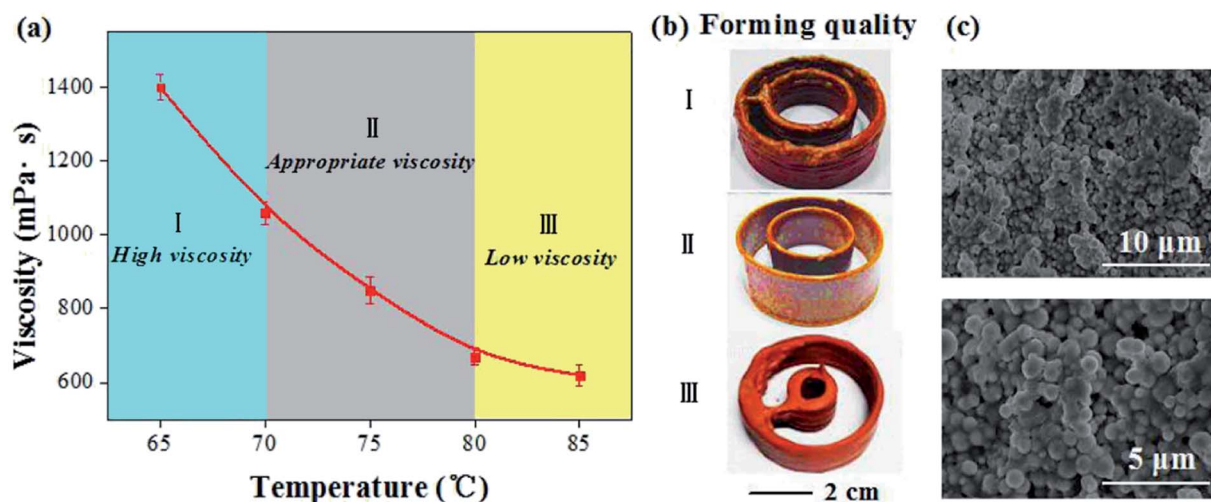 (a)
Viscosity (mPa· s)
1400
1200
1000
800
600
Ⅰ
High viscosity
Ⅱ
Appropriate viscosity
Ⅲ
Low viscosity
65 70 75 80 85
Temperature (℃)
(b) Forming quality
Ⅰ
Ⅱ
Ⅲ
2 cm
(c)
10 μm
5 μm